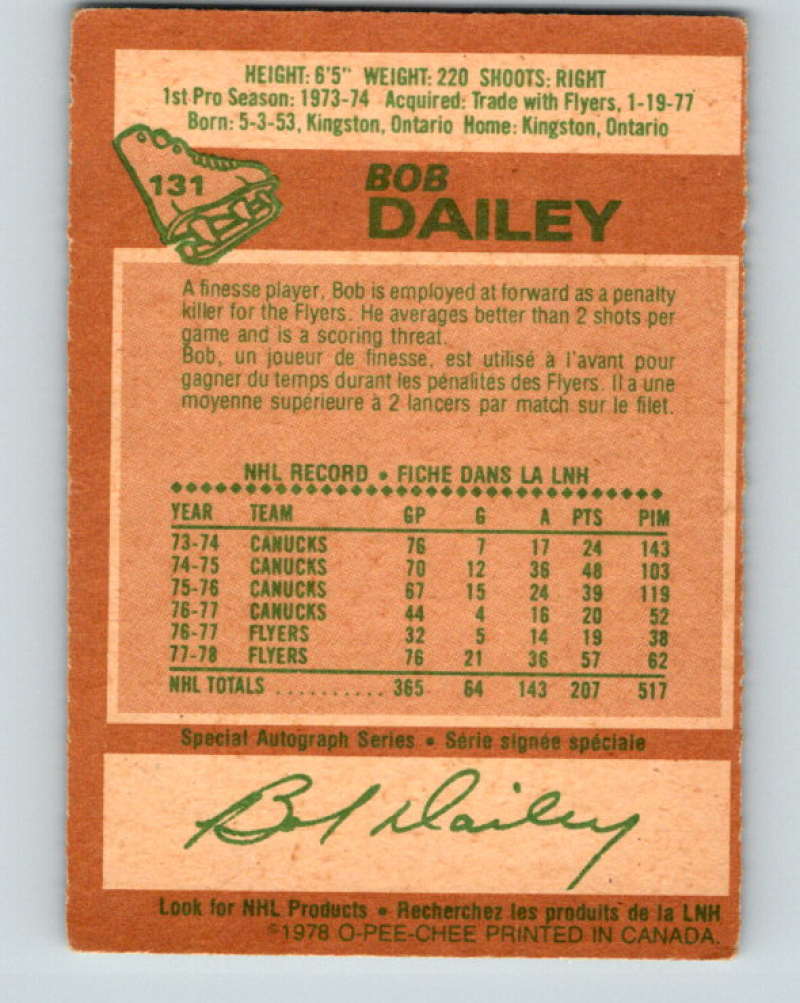 HEIGHT: 6'5" WEIGHT: 220 SHOOTS: RIGHT
1st Pro Season: 1973-74 Acquired: Trade with Flyers, 1-19-77
Born: 5-3-53, Kingston, Ontario Home: Kingston, Ontario
131
BOB
DAILEY
A finesse player, Bob is employed at forward as a penalty
killer for the Flyers. He averages better than 2 shots per
game and is a scoring threat.
Bob, un joueur de finesse, est utilisé à l'avant pour
gagner du temps durant les pénalités des Flyers. Il a une
moyenne supérieure à 2 lancers par match sur le filet.
NHL RECORD • FICHE DANS LA LNH
YEAR TEAM GP G A PTS PIM
73-74 CANUCKS 76 7 17 24 143
74-75 CANUCKS 70 12 36 48 103
75-76 CANUCKS 67 15 24 39 119
76-77 CANUCKS 44 4 16 20 52
76-77 FLYERS 32 5 14 19 38
77-78 FLYERS 76 21 36 57 62
NHL TOTALS .......... 365 64 143 207 517
Special Autograph Series • Série signée spéciale
Bob Dailey
Look for NHL Products • Recherchez les produits de la LNH
©1978 O-PEE-CHEE PRINTED IN CANADA.